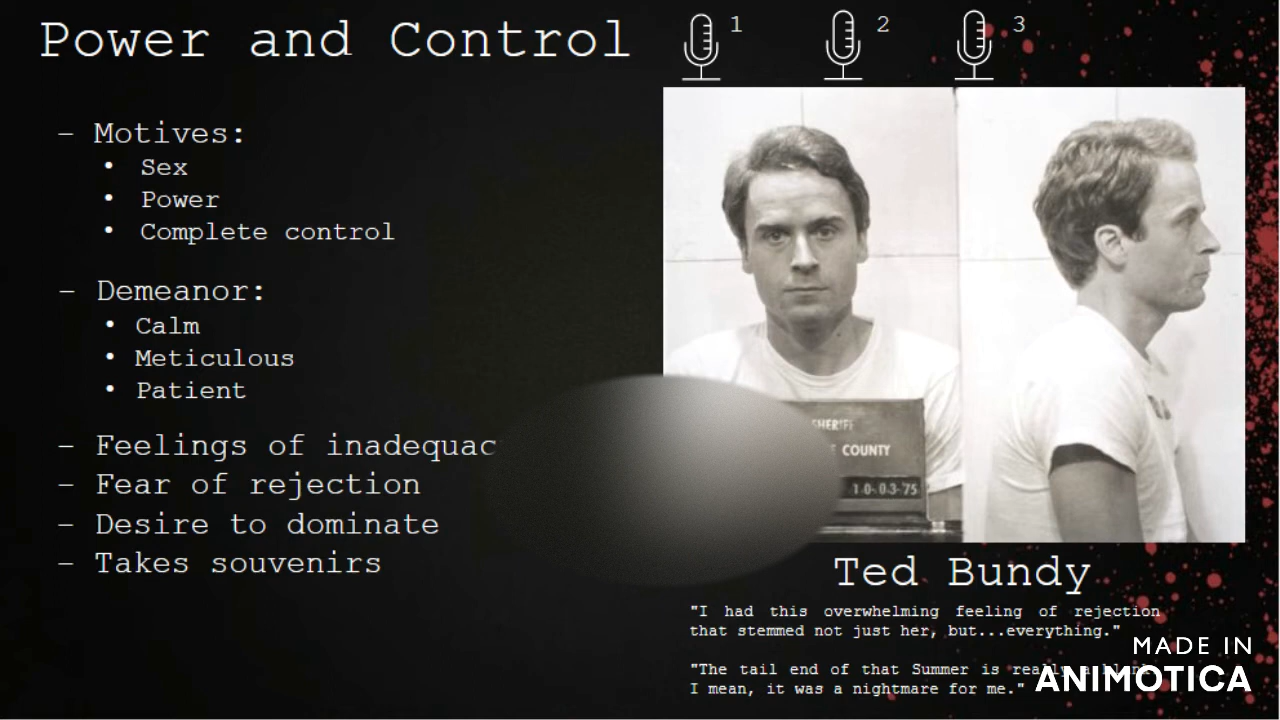 Power and Control
1 2 3
– Motives:
• Sex
• Power
• Complete control
– Demeanor:
• Calm
• Meticulous
• Patient
– Feelings of inadequac
– Fear of rejection
– Desire to dominate
– Takes souvenirs
SHERIFF
COUNTY
10-03-75
Ted Bundy
"I had this overwhelming feeling of rejection
that stemmed not just her, but...everything."
"The tail end of that Summer is really a
I mean, it was a nightmare for me."
MADE IN
ANIMOTICA